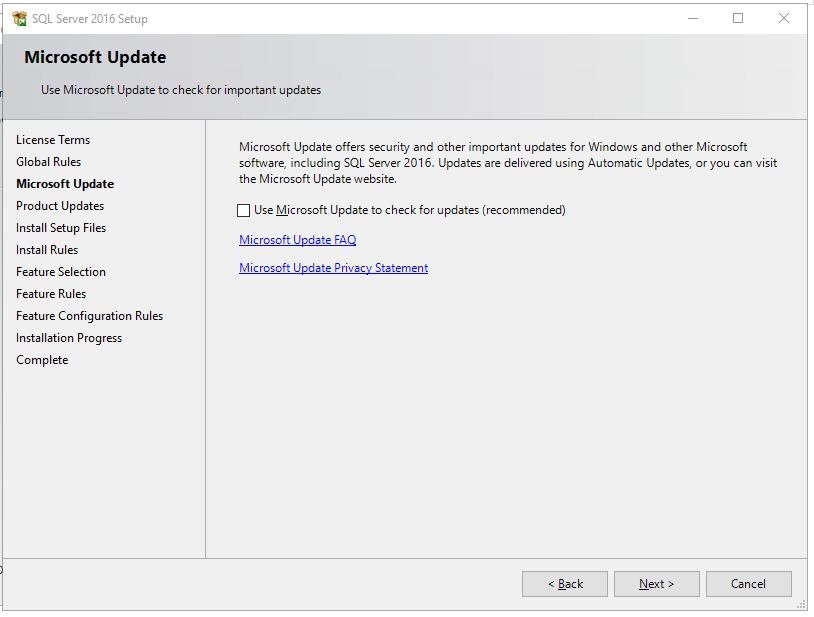 SQL Server 2016 Setup
Microsoft Update
Use Microsoft Update to check for important updates
License Terms
Global Rules
Microsoft Update
Product Updates
Install Setup Files
Install Rules
Feature Selection
Feature Rules
Feature Configuration Rules
Installation Progress
Complete
Microsoft Update offers security and other important updates for Windows and other Microsoft
software, including SQL Server 2016. Updates are delivered using Automatic Updates, or you can visit
the Microsoft Update website.
Use Microsoft Update to check for updates (recommended)
Microsoft Update FAQ
Microsoft Update Privacy Statement
< Back
Next >
Cancel